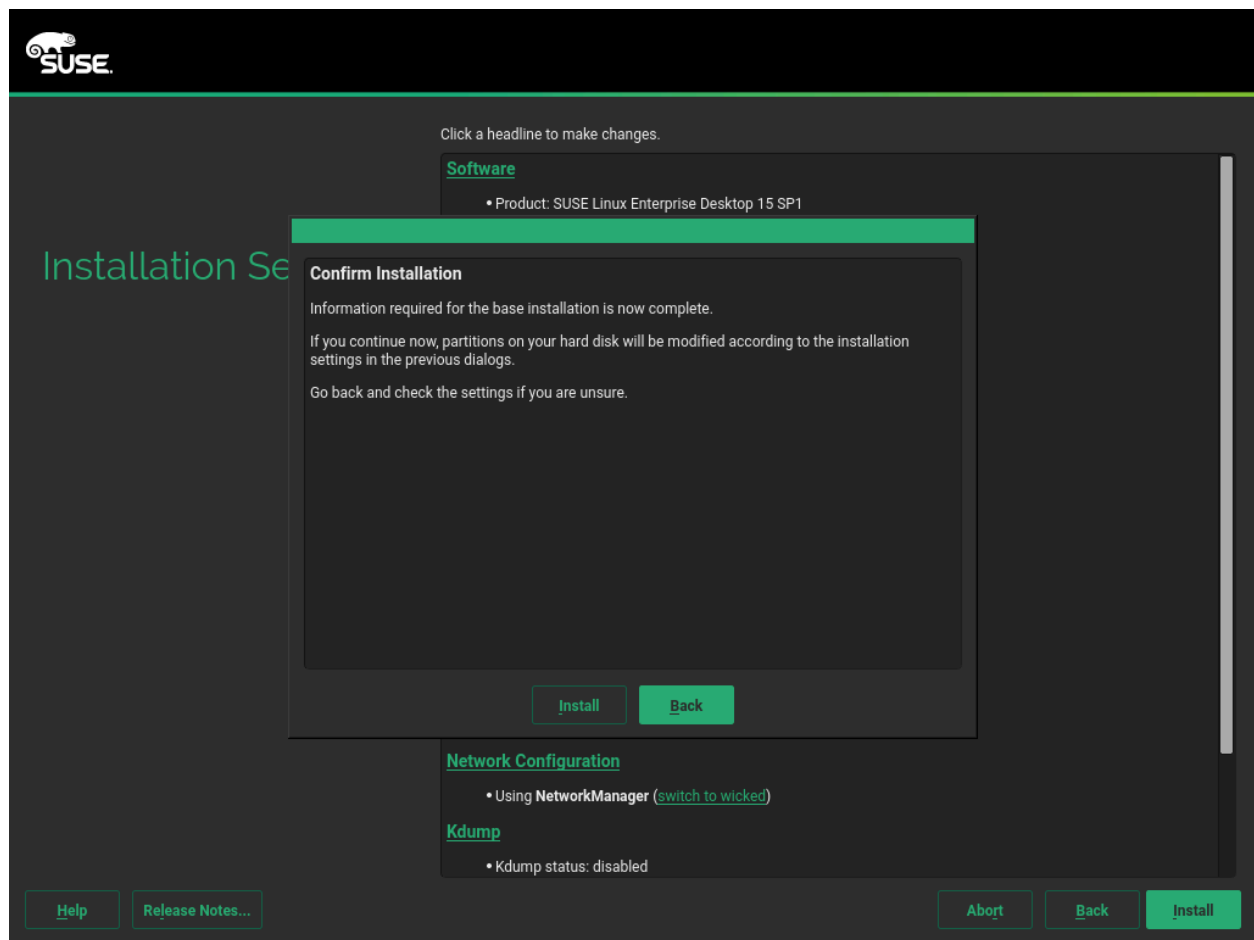 SUSE.
Click a headline to make changes.
Software
• Product: SUSE Linux Enterprise Desktop 15 SP1
Installation Se
Confirm Installation
Information required for the base installation is now complete.
If you continue now, partitions on your hard disk will be modified according to the installation
settings in the previous dialogs.
Go back and check the settings if you are unsure.
Install Back
Network Configuration
• Using NetworkManager (switch to wicked)
Kdump
• Kdump status: disabled
Help Release Notes... Abort Back Install